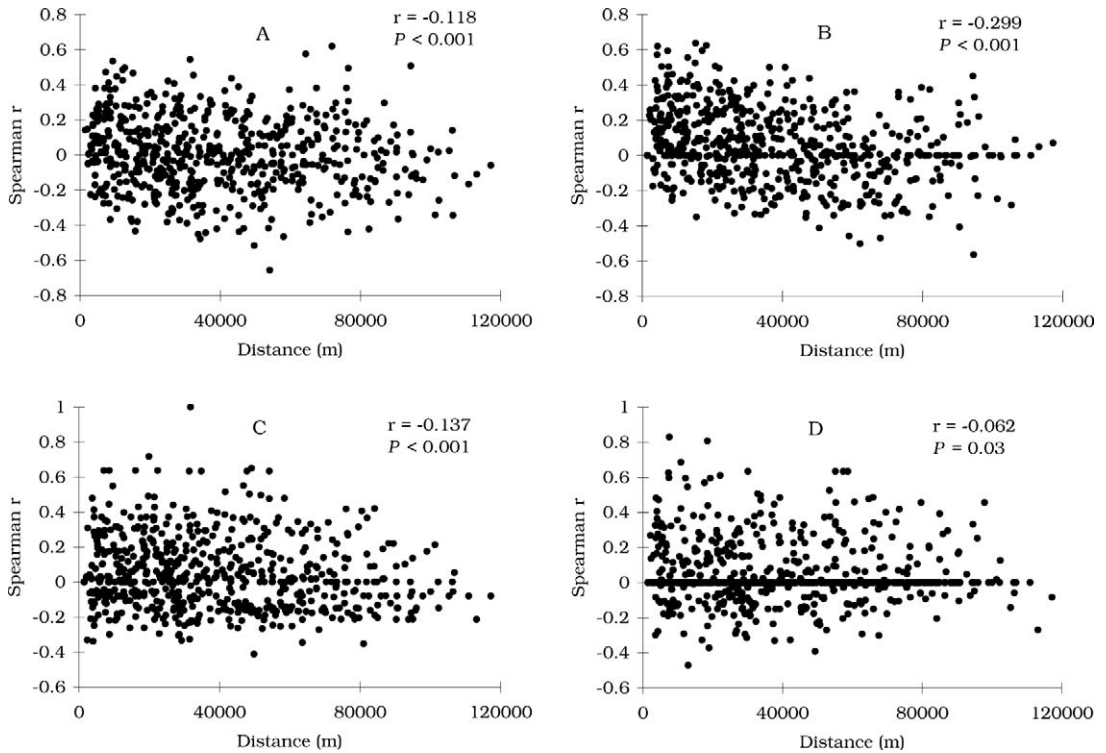 A
r = -0.118
P < 0.001
0.8
0.6
0.4
0.2
0
-0.2
-0.4
-0.6
-0.8
Spearman r
0 40000 80000 120000
Distance (m)
B
r = -0.299
P < 0.001
0.8
0.6
0.4
0.2
0
-0.2
-0.4
-0.6
-0.8
Spearman r
0 40000 80000 120000
Distance (m)
C
r = -0.137
P < 0.001
1
0.8
0.6
0.4
0.2
0
-0.2
-0.4
-0.6
Spearman r
0 40000 80000 120000
Distance (m)
D
r = -0.062
P = 0.03
1
0.8
0.6
0.4
0.2
0
-0.2
-0.4
-0.6
Spearman r
0 40000 80000 120000
Distance (m)